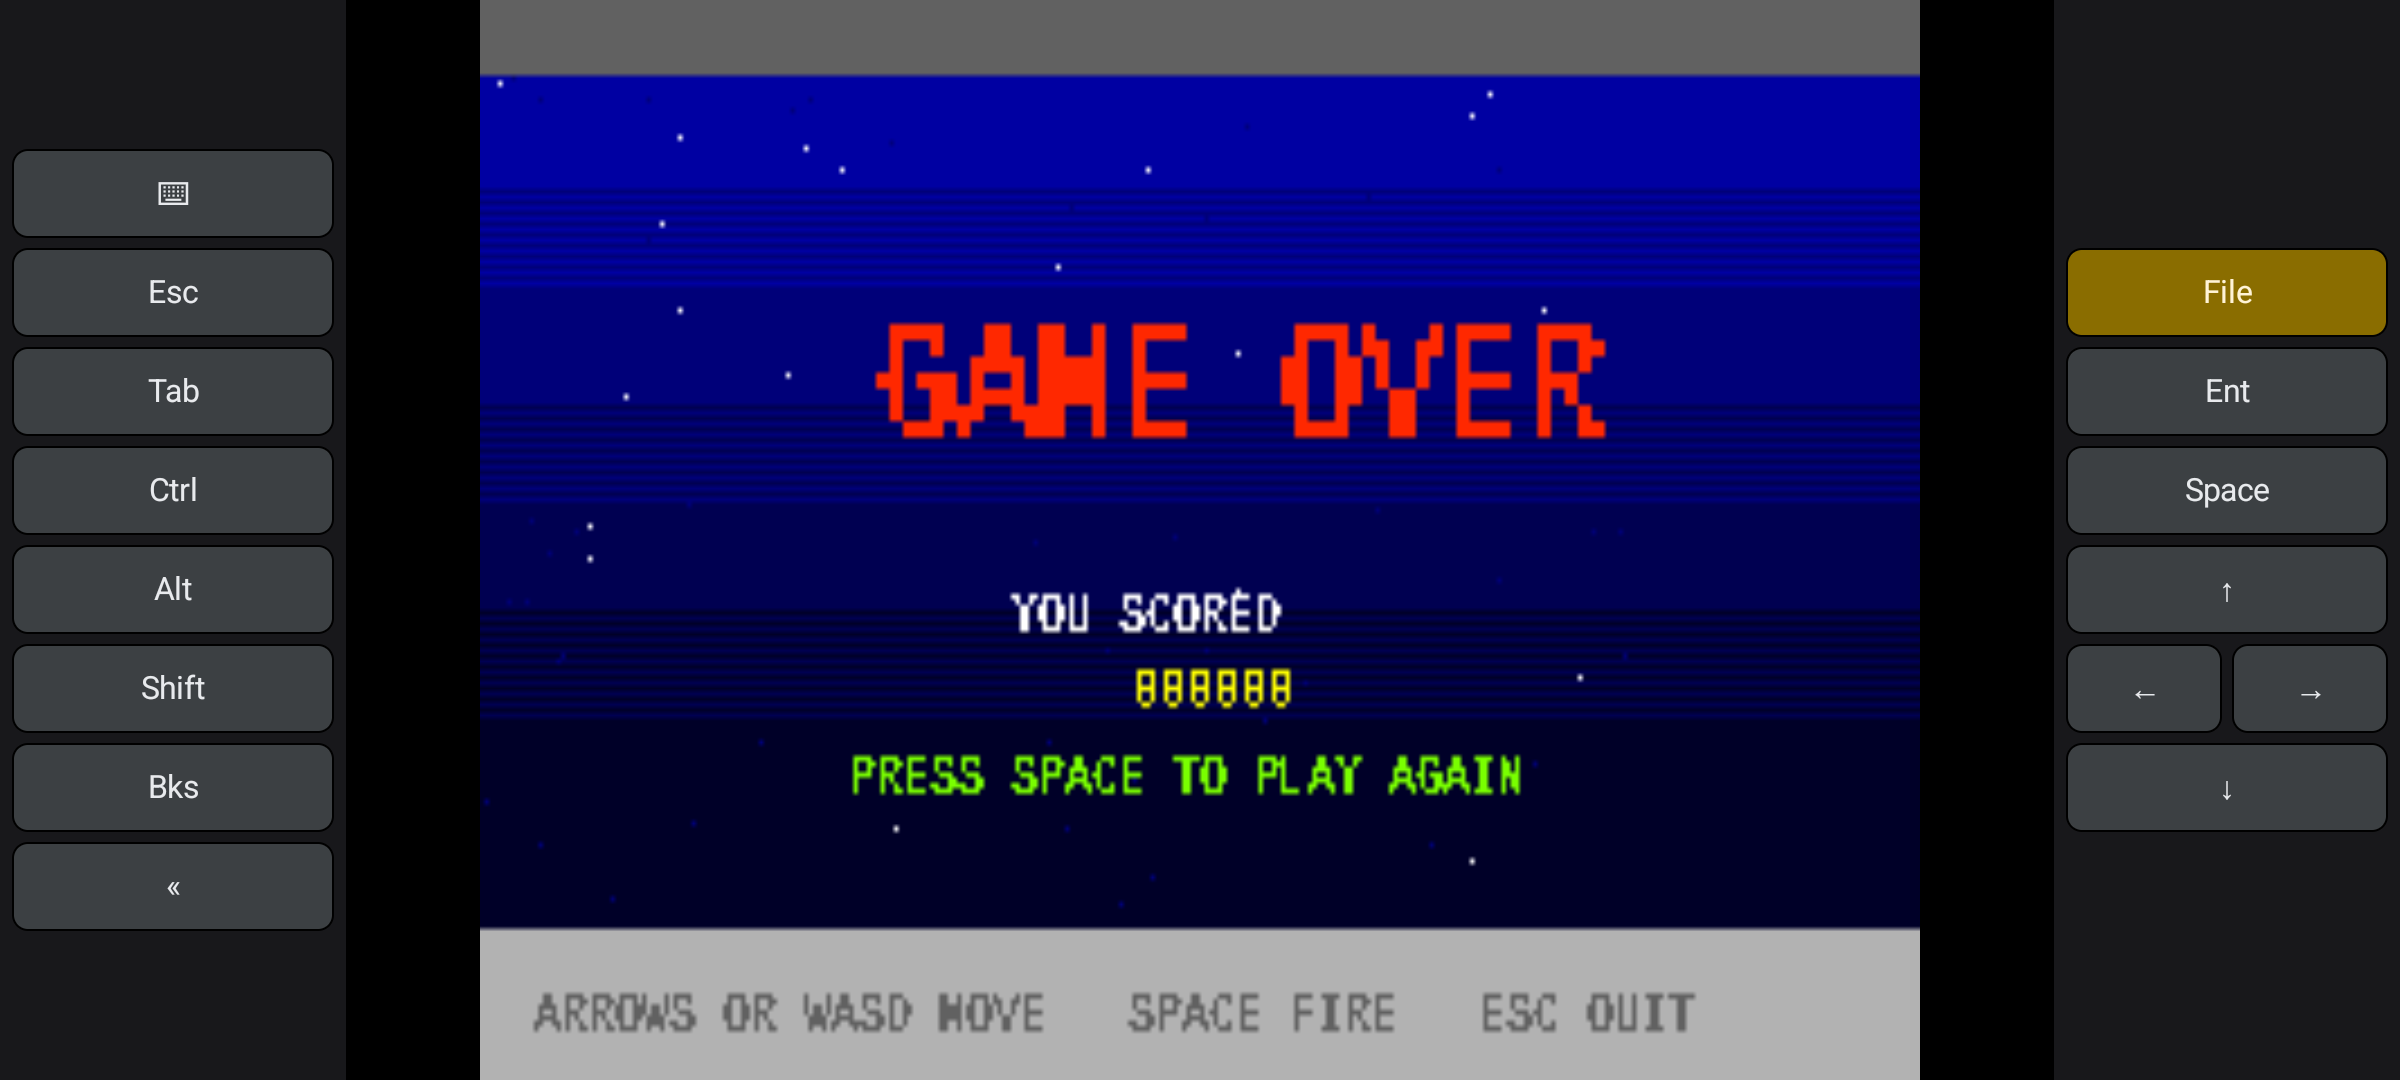 Esc
Tab
Ctrl
Alt
Shift
Bks
«
GAME OVER
YOU SCORED
000000
PRESS SPACE TO PLAY AGAIN
ARROWS OR WASD MOVE SPACE FIRE ESC QUIT
File
Ent
Space
↑
← →
↓